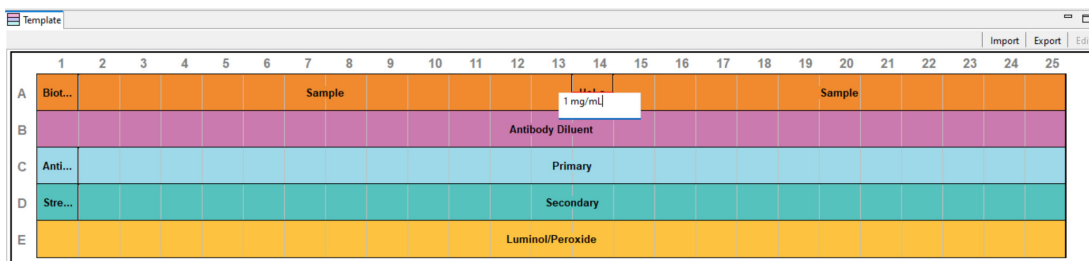 Template
Import Export Edi
1 2 3 4 5 6 7 8 9 10 11 12 13 14 15 16 17 18 19 20 21 22 23 24 25
A Biot... Sample Sample
1 mg/mL
B Antibody Diluent
C Anti... Primary
D Stre... Secondary
E Luminol/Peroxide